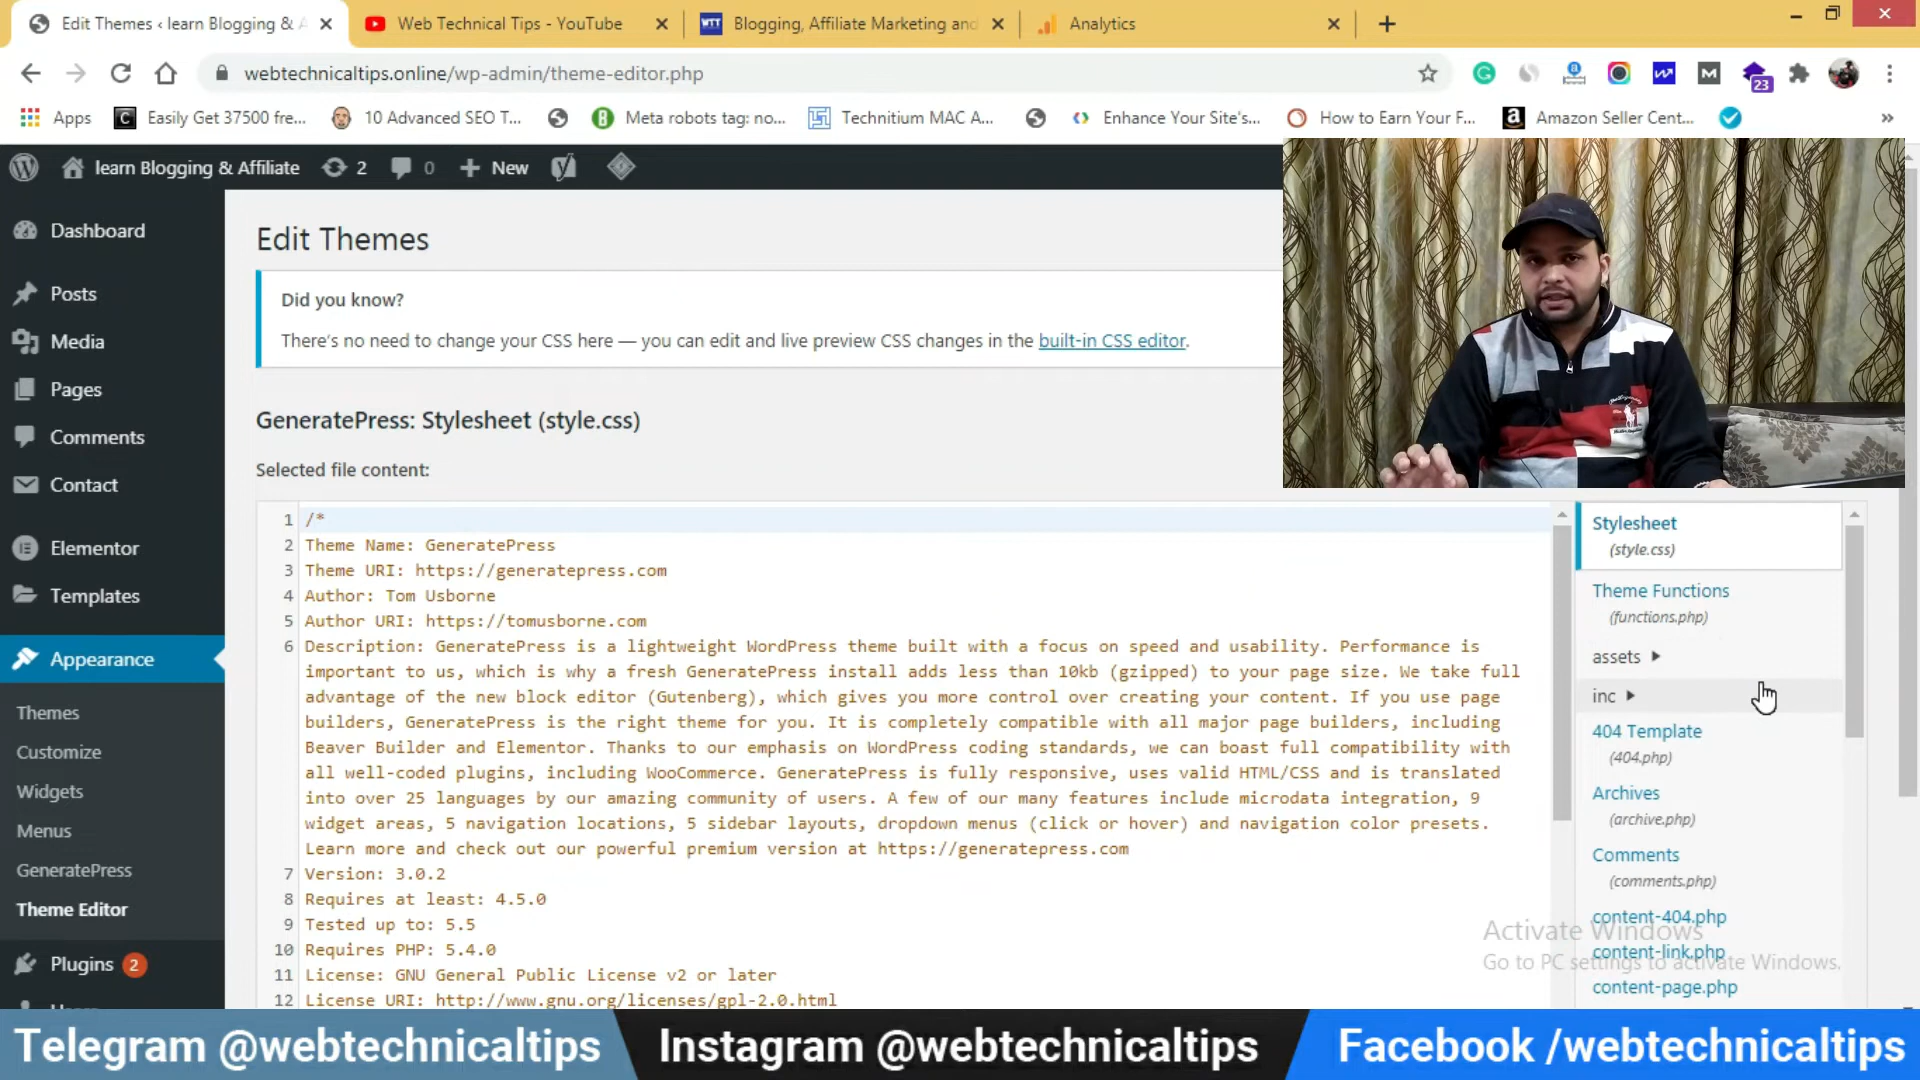 Edit Themes ‹ learn Blogging & A
Web Technical Tips - YouTube
WTT
Blogging, Affiliate Marketing and
Analytics
webtechnicaltips.online/wp-admin/theme-editor.php
23
Apps
Easily Get 37500 fre...
10 Advanced SEO T...
Meta robots tag: no...
Technitium MAC A...
Enhance Your Site's...
How to Earn Your F...
Amazon Seller Cent...
learn Blogging & Affiliate
2
0
New
Dashboard
Posts
Media
Pages
Comments
Contact
Elementor
Templates
Appearance
Themes
Customize
Widgets
Menus
GeneratePress
Theme Editor
Plugins 2
Edit Themes
Did you know?
There's no need to change your CSS here — you can edit and live preview CSS changes in the built-in CSS editor.
GeneratePress: Stylesheet (style.css)
Selected file content:
1 /*
2 Theme Name: GeneratePress
3 Theme URI: https://generatepress.com
4 Author: Tom Usborne
5 Author URI: https://tomusborne.com
6 Description: GeneratePress is a lightweight WordPress theme built with a focus on speed and usability. Performance is
important to us, which is why a fresh GeneratePress install adds less than 10kb (gzipped) to your page size. We take full
advantage of the new block editor (Gutenberg), which gives you more control over creating your content. If you use page
builders, GeneratePress is the right theme for you. It is completely compatible with all major page builders, including
Beaver Builder and Elementor. Thanks to our emphasis on WordPress coding standards, we can boast full compatibility with
all well-coded plugins, including WooCommerce. GeneratePress is fully responsive, uses valid HTML/CSS and is translated
into over 25 languages by our amazing community of users. A few of our many features include microdata integration, 9
widget areas, 5 navigation locations, 5 sidebar layouts, dropdown menus (click or hover) and navigation color presets.
Learn more and check out our powerful premium version at https://generatepress.com
7 Version: 3.0.2
8 Requires at least: 4.5.0
9 Tested up to: 5.5
10 Requires PHP: 5.4.0
11 License: GNU General Public License v2 or later
12 License URI: http://www.gnu.org/licenses/gpl-2.0.html
Stylesheet
(style.css)
Theme Functions
(functions.php)
assets
inc
404 Template
(404.php)
Archives
(archive.php)
Comments
(comments.php)
content-404.php
content-link.php
content-page.php
Activate Windows
Go to PC settings to activate Windows.
Telegram @webtechnicaltips
Instagram @webtechnicaltips
Facebook /webtechnicaltips